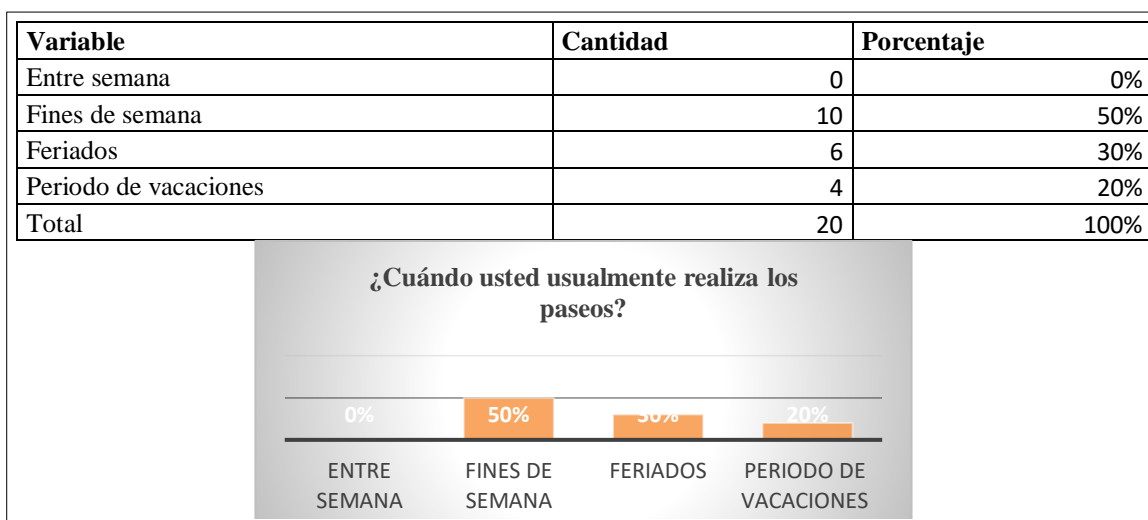 Variable Cantidad Porcentaje
Entre semana 0 0%
Fines de semana 10 50%
Feriados 6 30%
Periodo de vacaciones 4 20%
Total 20 100%
¿Cuándo usted usualmente realiza los
paseos?
0% 50% 30% 20%
ENTRE FINES DE FERIADOS PERIODO DE
SEMANA SEMANA VACACIONES